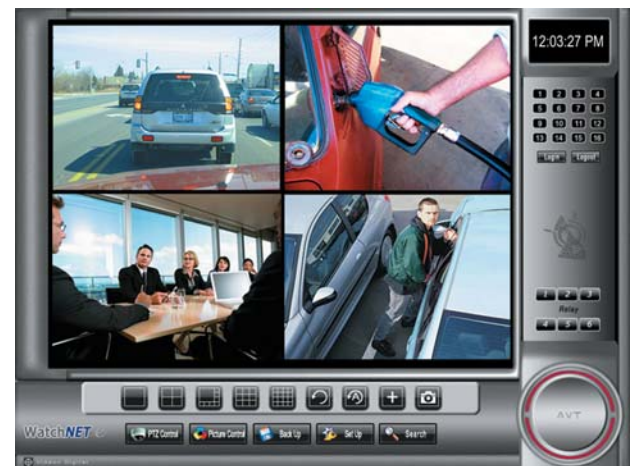 12:03:27 PM
1 2 3 4
5 6 7 8
9 10 11 12
13 14 15 16
Login Logout
1 2 3
Relay
4 5 6
AVT
WatchNET
PTZ Control Picture Control Back Up Set Up Search